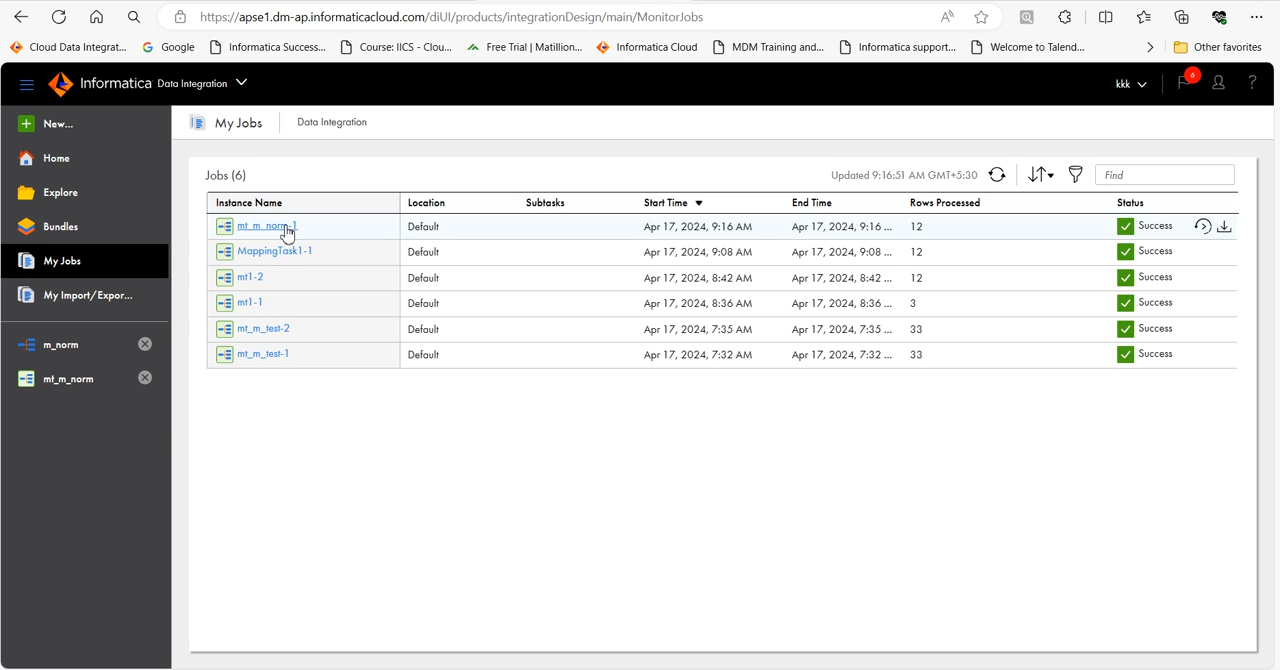 https://apse1.dm-ap.informaticacloud.com/diUI/products/integrationDesign/main/MonitorJobs
Cloud Data Integrat... Google Informatica Success... Course: IICS - Clou... Free Trial | Matillion... Informatica Cloud MDM Training and... Informatica support... Welcome to Talend... Other favorites
Informatica Data Integration kkk 6 ?
New...
Home
Explore
Bundles
My Jobs
My Import/Expor...
m_norm
mt_m_norm
My Jobs Data Integration
Jobs (6) Updated 9:16:51 AM GMT+5:30 Find
Instance Name Location Subtasks Start Time End Time Rows Processed Status
mt_m_norm-1 Default Apr 17, 2024, 9:16 AM Apr 17, 2024, 9:16 ... 12 Success
MappingTask1-1 Default Apr 17, 2024, 9:08 AM Apr 17, 2024, 9:08 ... 12 Success
mt1-2 Default Apr 17, 2024, 8:42 AM Apr 17, 2024, 8:42 ... 12 Success
mt1-1 Default Apr 17, 2024, 8:36 AM Apr 17, 2024, 8:36 ... 3 Success
mt_m_test-2 Default Apr 17, 2024, 7:35 AM Apr 17, 2024, 7:35 ... 33 Success
mt_m_test-1 Default Apr 17, 2024, 7:32 AM Apr 17, 2024, 7:32 ... 33 Success